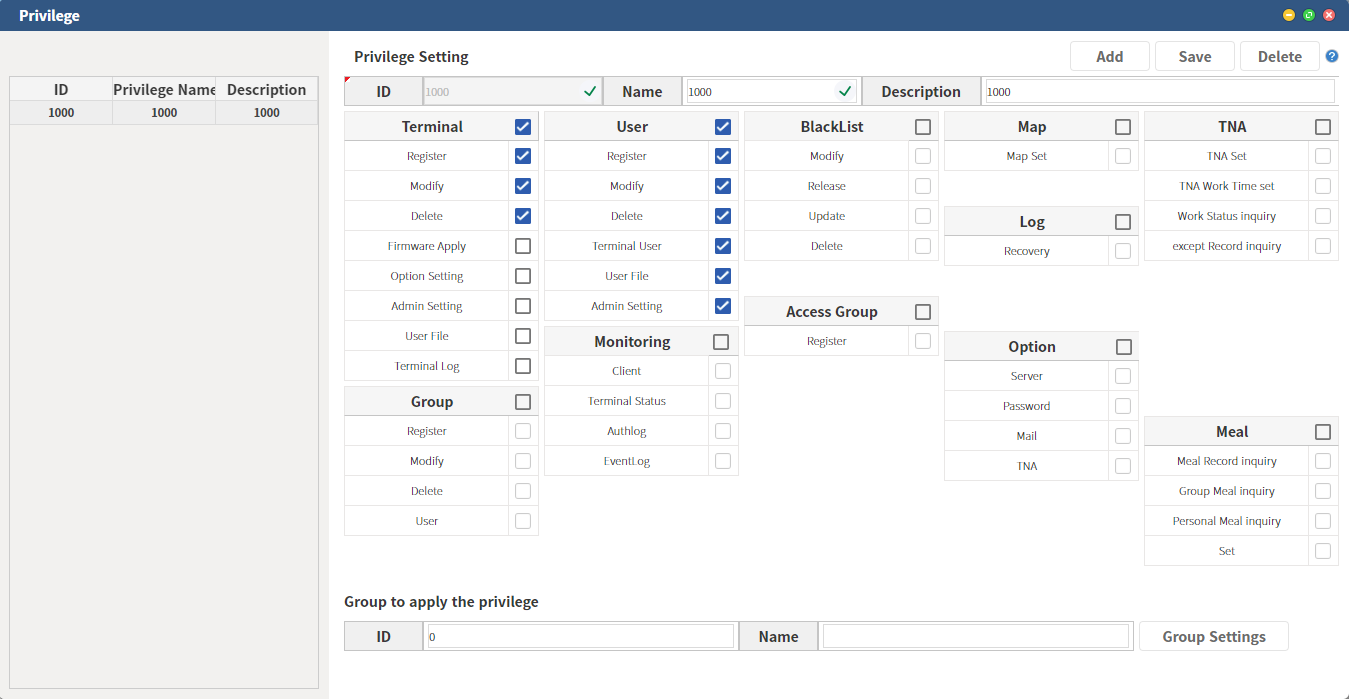 Privilege
Privilege Setting
Add
Save
Delete
ID
Privilege Name
Description
1000
1000
1000
ID
1000
Name
1000
Description
1000
Terminal
Register
Modify
Delete
Firmware Apply
Option Setting
Admin Setting
User File
Terminal Log
Group
Register
Modify
Delete
User
User
Register
Modify
Delete
Terminal User
User File
Admin Setting
Monitoring
Client
Terminal Status
Authlog
EventLog
BlackList
Modify
Release
Update
Delete
Access Group
Register
Map
Map Set
Log
Recovery
Option
Server
Password
Mail
TNA
TNA
TNA Set
TNA Work Time set
Work Status inquiry
except Record inquiry
Meal
Meal Record inquiry
Group Meal inquiry
Personal Meal inquiry
Set
Group to apply the privilege
ID
0
Name
Group Settings